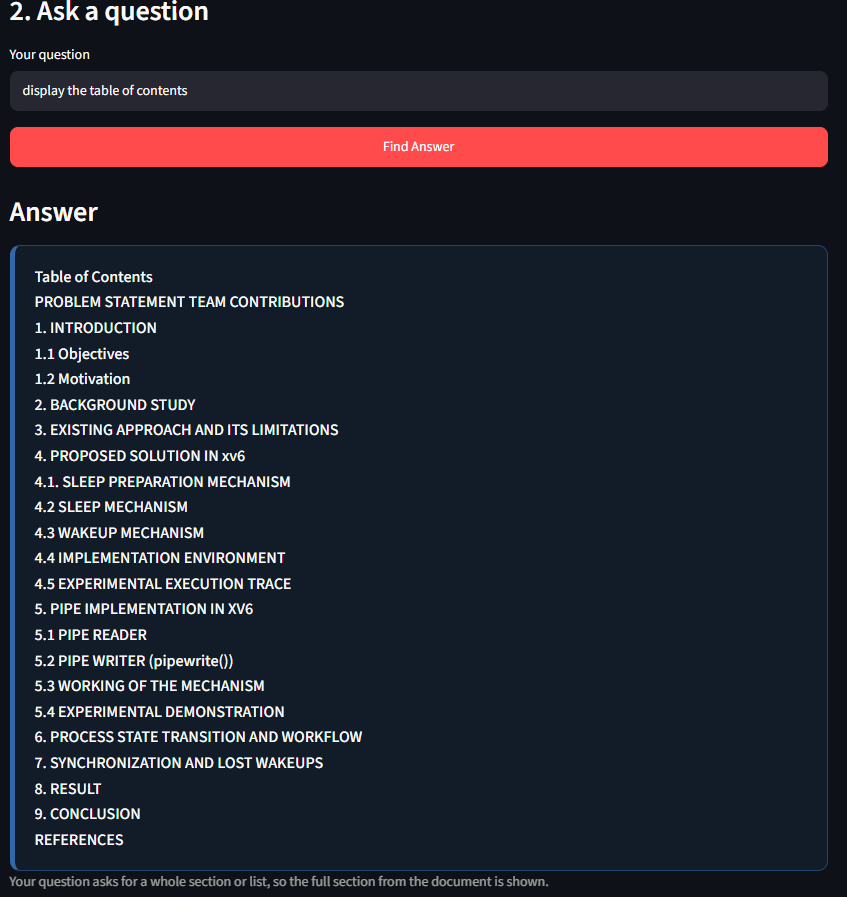 2. Ask a question
Your question
display the table of contents
Find Answer
Answer
Table of Contents
PROBLEM STATEMENT TEAM CONTRIBUTIONS
1. INTRODUCTION
1.1 Objectives
1.2 Motivation
2. BACKGROUND STUDY
3. EXISTING APPROACH AND ITS LIMITATIONS
4. PROPOSED SOLUTION IN xv6
4.1. SLEEP PREPARATION MECHANISM
4.2 SLEEP MECHANISM
4.3 WAKEUP MECHANISM
4.4 IMPLEMENTATION ENVIRONMENT
4.5 EXPERIMENTAL EXECUTION TRACE
5. PIPE IMPLEMENTATION IN XV6
5.1 PIPE READER
5.2 PIPE WRITER (pipewrite())
5.3 WORKING OF THE MECHANISM
5.4 EXPERIMENTAL DEMONSTRATION
6. PROCESS STATE TRANSITION AND WORKFLOW
7. SYNCHRONIZATION AND LOST WAKEUPS
8. RESULT
9. CONCLUSION
REFERENCES
Your question asks for a whole section or list, so the full section from the document is shown.